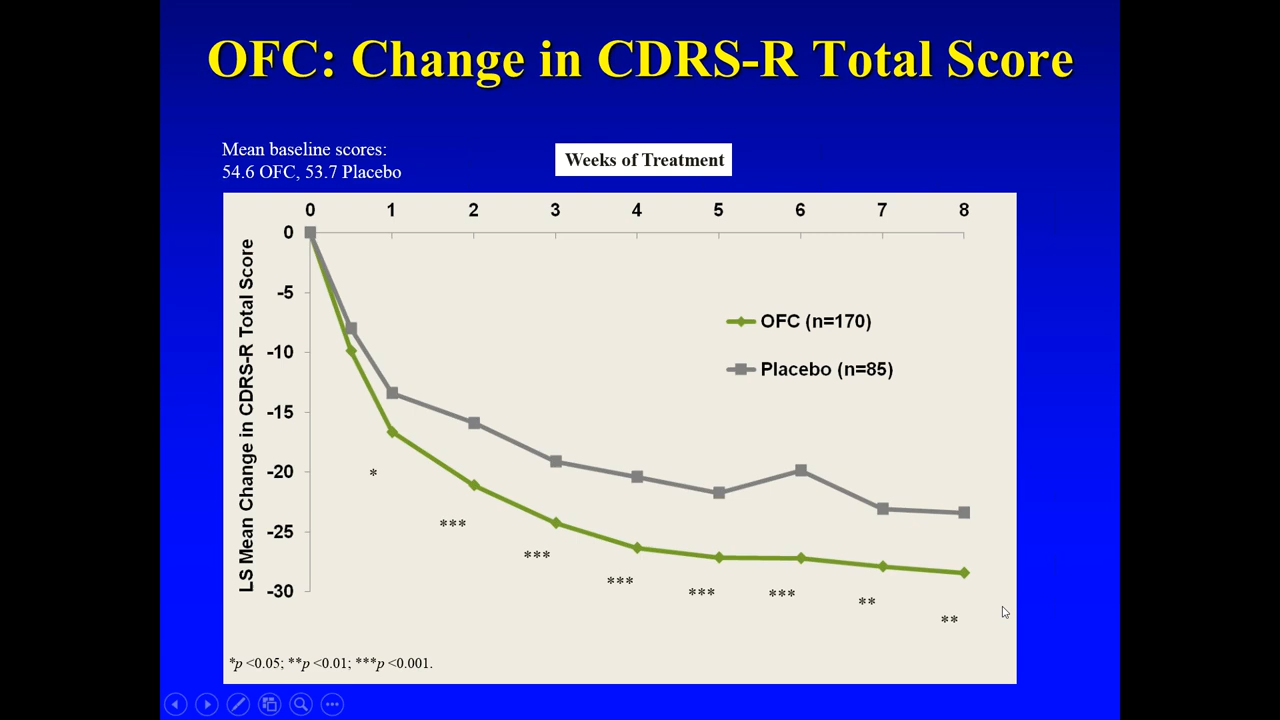 OFC: Change in CDRS-R Total Score
Mean baseline scores:
54.6 OFC, 53.7 Placebo
Weeks of Treatment
0 1 2 3 4 5 6 7 8
LS Mean Change in CDRS-R Total Score
0
-5
-10
-15
-20
-25
-30
OFC (n=170)
Placebo (n=85)
*
***
***
***
***
***
**
**
*p <0.05; **p <0.01; ***p <0.001.